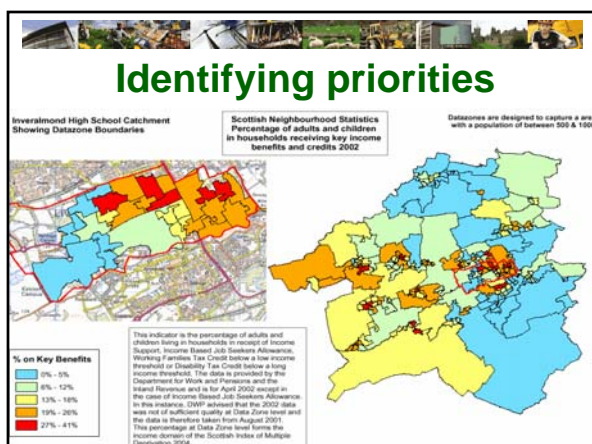 Identifying priorities
Inveralmond High School Catchment
Showing Datazone Boundaries
Scottish Neighbourhood Statistics
Percentage of adults and children
in households receiving key income
benefits and credits 2002
Datazones are designed to capture a are
with a population of between 500 & 100
% on Key Benefits
0% - 5%
6% - 12%
13% - 18%
19% - 26%
27% - 41%
This indicator is the percentage of adults and
children living in households in receipt of Income
Support, Income Based Job Seekers Allowance,
Working Families Tax Credit below a low income
threshold or Disability Tax Credit below a long
income threshold. The data is provided by the
Department for Work and Pensions and the
Inland Revenue and is for April 2002 except in
the case of Income Based Job Seekers Allowance.
In this instance, DWP advised that the 2002 data
was not of sufficient quality at Data Zone level and
the data is therefore taken from August 2001.
This percentage at Data Zone level forms the
income domain of the Scottish Index of Multiple
Deprivation 2004